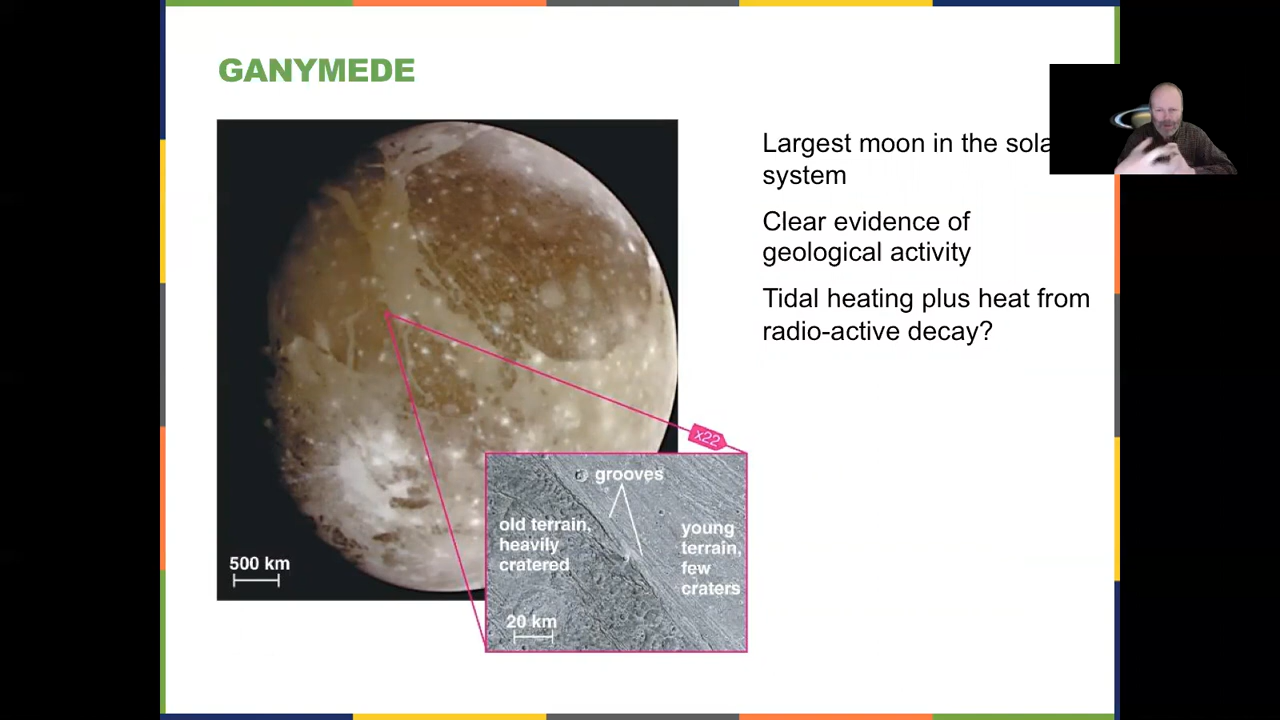 GANYMEDE
Largest moon in the sola
system
Clear evidence of
geological activity
Tidal heating plus heat from
radio-active decay?
x22
grooves
old terrain,
heavily
cratered
young
terrain,
few
craters
500 km
20 km